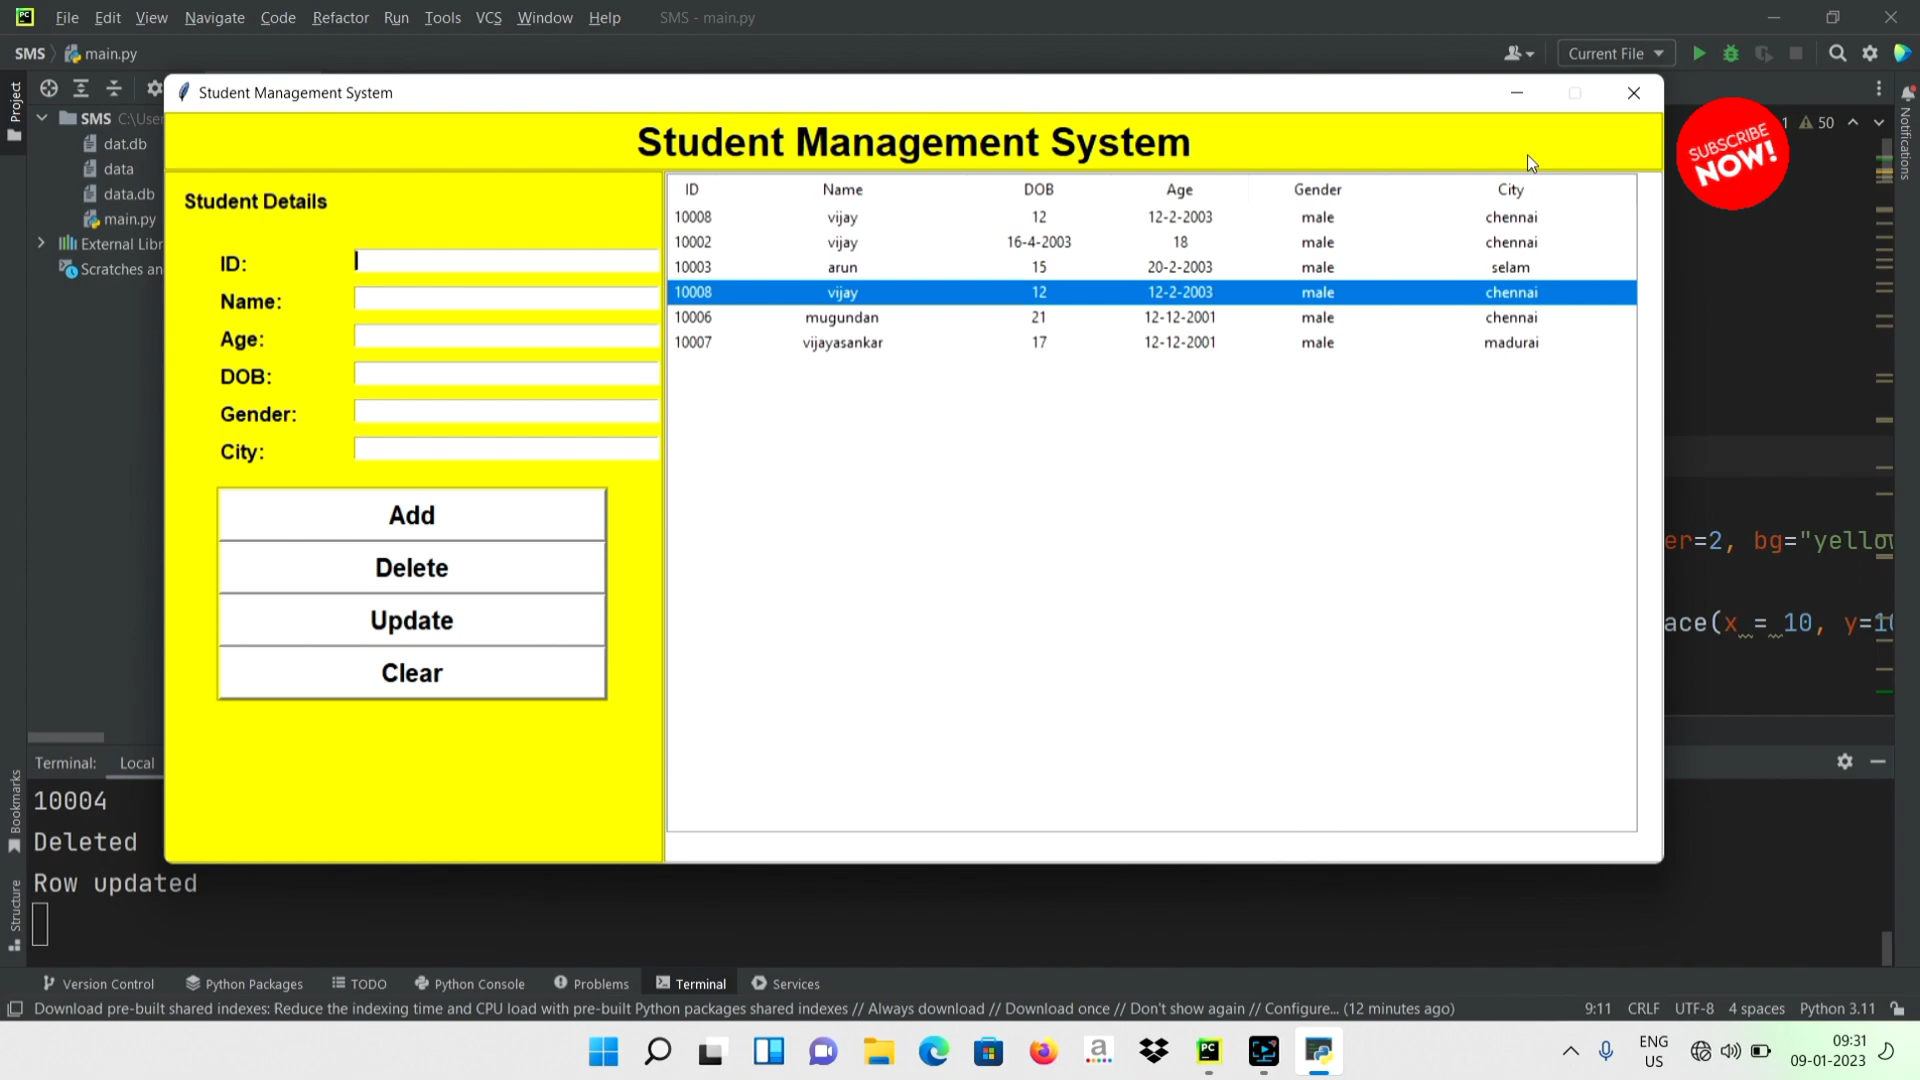 File Edit View Navigate Code Refactor Run Tools VCS Window Help SMS - main.py
SMS main.py Current File
Project
Student Management System
Student Management System
SUBSCRIBE NOW!
1 50
Notifications
SMS C:\User
dat.db
data
data.db
main.py
External Libr
Scratches an
Student Details
ID:
Name:
Age:
DOB:
Gender:
City:
Add
Delete
Update
Clear
ID Name DOB Age Gender City
10008 vijay 12 12-2-2003 male chennai
10002 vijay 16-4-2003 18 male chennai
10003 arun 15 20-2-2003 male selam
10008 vijay 12 12-2-2003 male chennai
10006 mugundan 21 12-12-2001 male chennai
10007 vijayasankar 17 12-12-2001 male madurai
er=2, bg="yellow
ace(x = 10, y=10
Terminal: Local
10004
Deleted
Row updated
Bookmarks
Structure
Version Control Python Packages TODO Python Console Problems Terminal Services
Download pre-built shared indexes: Reduce the indexing time and CPU load with pre-built Python packages shared indexes // Always download // Download once // Don't show again // Configure... (12 minutes ago) 9:11 CRLF UTF-8 4 spaces Python 3.11
ENG
US
09:31
09-01-2023